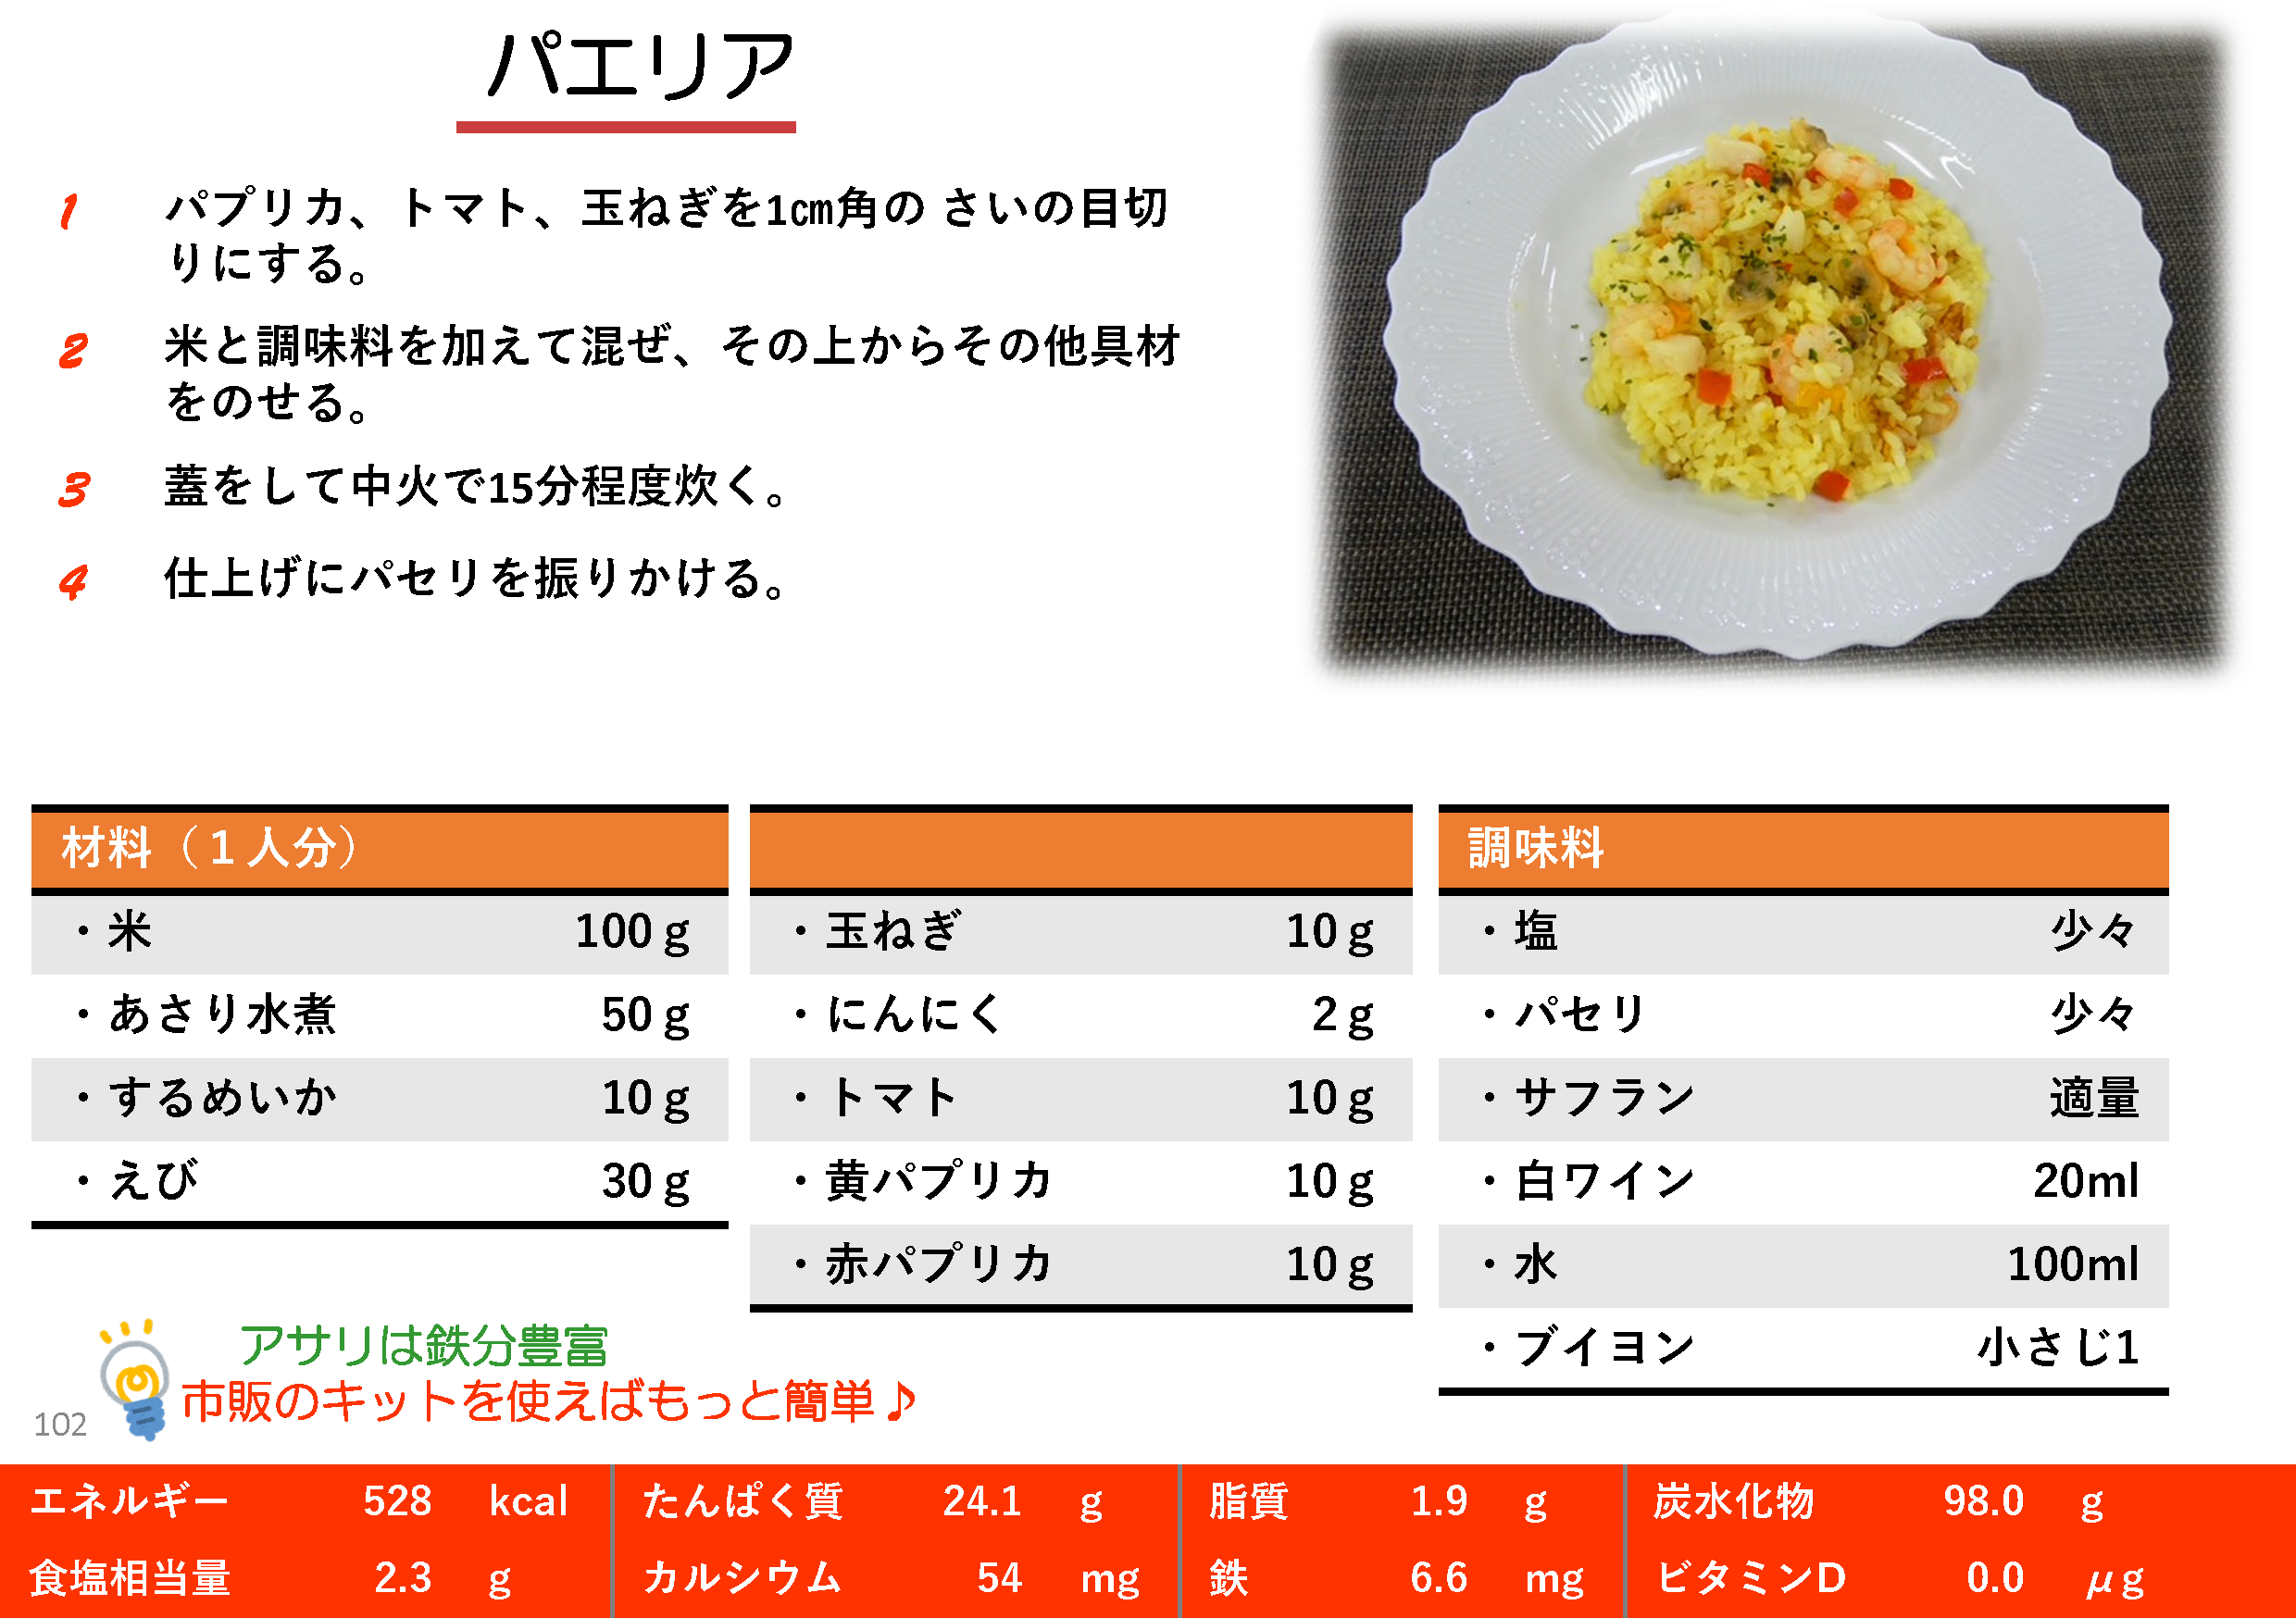 パエリア
1 パプリカ、トマト、玉ねぎを1㎝角の さいの目切
りにする。
2 米と調味料を加えて混ぜ、その上からその他具材
をのせる。
3 蓋をして中火で15分程度炊く。
4 仕上げにパセリを振りかける。
材料（１人分）
・米 100ｇ
・あさり水煮 50ｇ
・するめいか 10ｇ
・えび 30ｇ
・玉ねぎ 10ｇ
・にんにく 2ｇ
・トマト 10ｇ
・黄パプリカ 10ｇ
・赤パプリカ 10ｇ
調味料
・塩 少々
・パセリ 少々
・サフラン 適量
・白ワイン 20ml
・水 100ml
・ブイヨン 小さじ1
アサリは鉄分豊富
市販のキットを使えばもっと簡単♪
102
エネルギー 528 kcal たんぱく質 24.1 g 脂質 1.9 g 炭水化物 98.0 g
食塩相当量 2.3 g カルシウム 54 mg 鉄 6.6 mg ビタミンD 0.0 μg